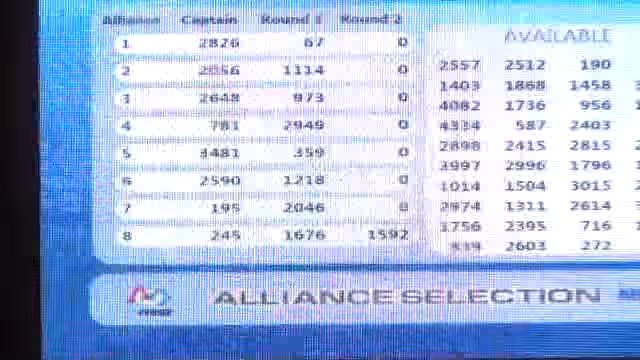 Alliance Captain Round 1 Round 2
1 2826 67 0
2 2056 1114 0
3 2648 973 0
4 781 2949 0
5 3481 359 0
6 2590 1218 0
7 195 2046 0
8 245 1676 1592
AVAILABLE
2557 2512 190
1403 1868 1458
4082 1736 956
4334 587 2403
2898 2415 2815
3997 2996 1796
1014 1504 3015
2974 1311 2614
1756 2395 716
2603 272
ALLIANCE SELECTION